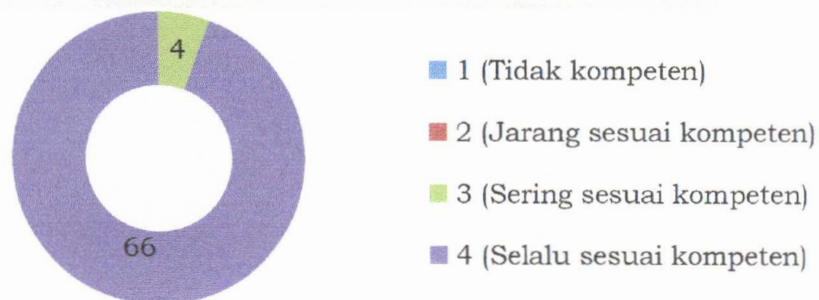 4
66
1 (Tidak kompeten)
2 (Jarang sesuai kompeten)
3 (Sering sesuai kompeten)
4 (Selalu sesuai kompeten)